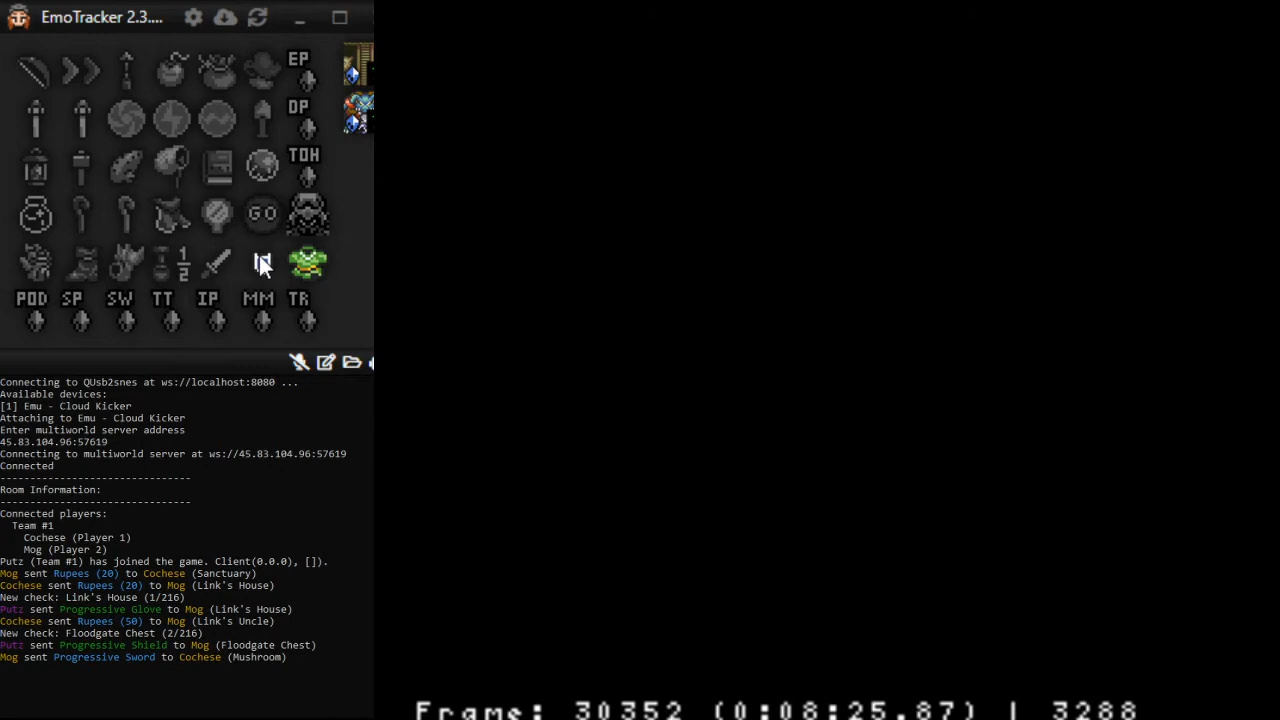 EmoTracker 2.3....
EP
DP
TOH
GO
1/2
POD SP SW TT IP MM TR
Connecting to QUsb2snes at ws://localhost:8080 ...
Available devices:
[1] Emu - Cloud Kicker
Attaching to Emu - Cloud Kicker
Enter multiworld server address
45.83.104.96:57619
Connecting to multiworld server at ws://45.83.104.96:57619
Connected
--------------------------------
Room Information:
--------------------------------
Connected players:
Team #1
Cochese (Player 1)
Mog (Player 2)
Putz (Team #1) has joined the game. Client(0.0.0), []).
Mog sent Rupees (20) to Cochese (Sanctuary)
Cochese sent Rupees (20) to Mog (Link's House)
New check: Link's House (1/216)
Putz sent Progressive Glove to Mog (Link's House)
Cochese sent Rupees (50) to Mog (Link's Uncle)
New check: Floodgate Chest (2/216)
Putz sent Progressive Shield to Mog (Floodgate Chest)
Mog sent Progressive Sword to Cochese (Mushroom)
Frame: 30352 (0:08:25.87) | 3288